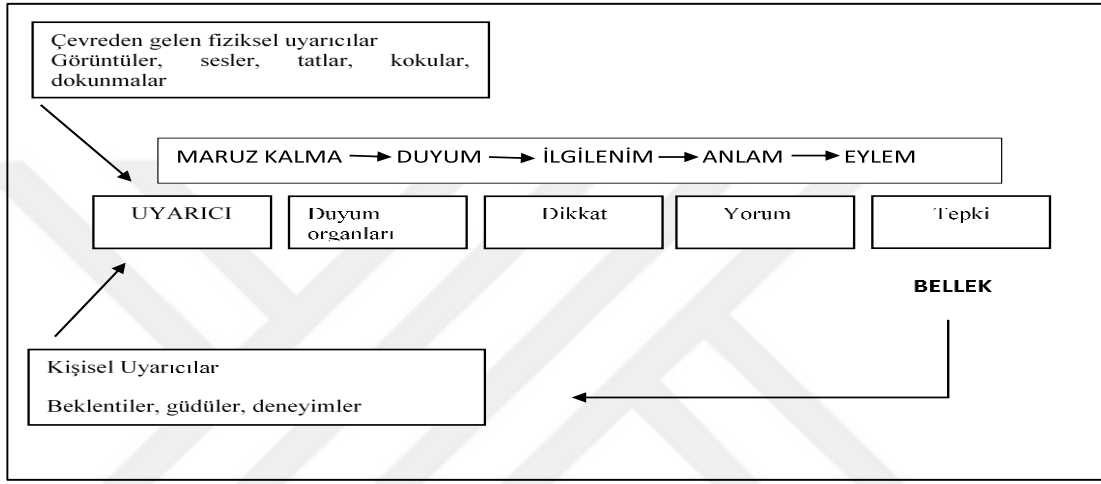 Çevreden gelen fiziksel uyarıcılar
Görüntüler, sesler, tatlar, kokular,
dokunmalar
MARUZ KALMA DUYUM İLGİLENİM ANLAM EYLEM
UYARICI
Duyum
organları
Dikkat
Yorum
Tepki
BELLEK
Kişisel Uyarıcılar
Beklentiler, güdüler, deneyimler